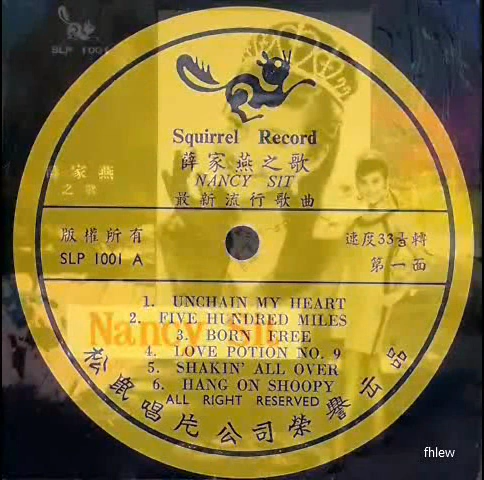 SLP 1001
Squirrel Record
薛家燕之歌
NANCY SIT
最新流行歌曲
家燕
之歌
版權所有
SLP 1001 A
速度33⅓轉
第一面
1. UNCHAIN MY HEART
2. FIVE HUNDRED MILES
3. BORN FREE
4. LOVE POTION NO. 9
5. SHAKIN' ALL OVER
6. HANG ON SHOOPY
Nancy Sit
ALL RIGHT RESERVED
松鹿唱片公司榮譽出品
fhlew